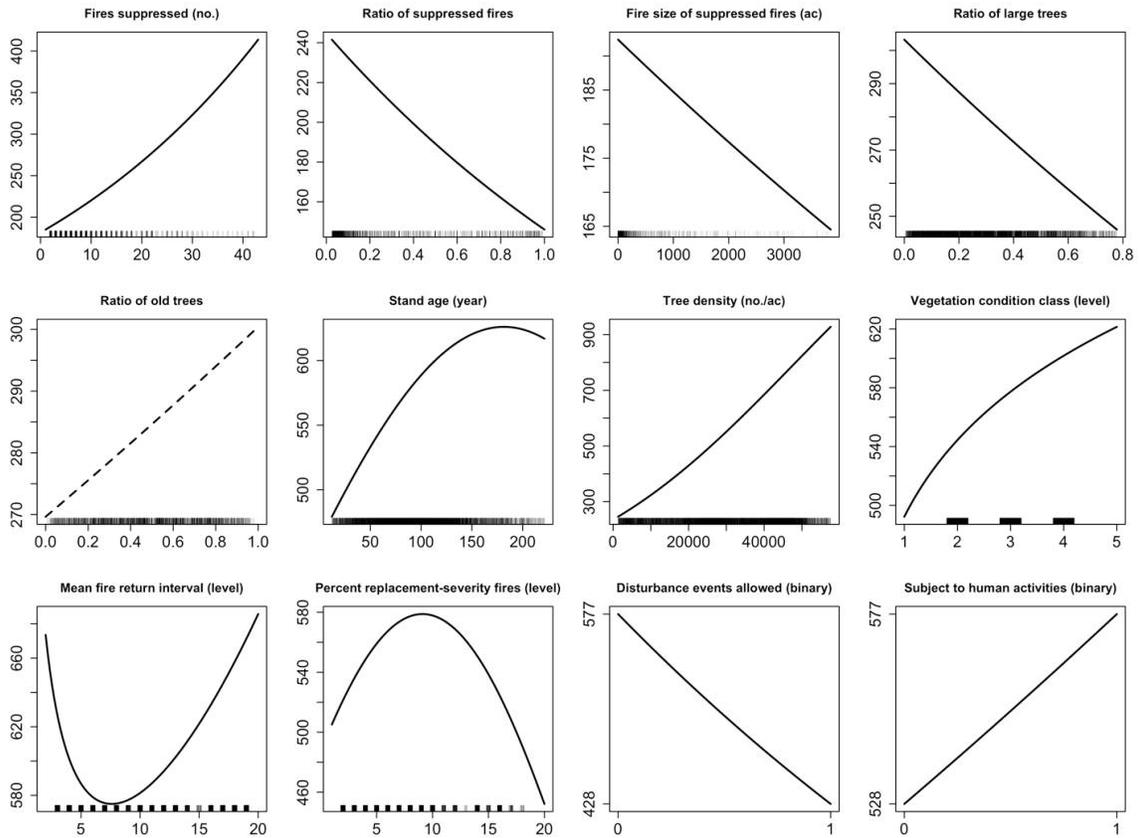 Fires suppressed (no.)
400
350
300
250
200
0 10 20 30 40
Ratio of suppressed fires
240
220
200
180
160
0.0 0.2 0.4 0.6 0.8 1.0
Fire size of suppressed fires (ac)
185
175
165
0 1000 2000 3000
Ratio of large trees
290
270
250
0.0 0.2 0.4 0.6 0.8
Ratio of old trees
300
290
280
270
0.0 0.2 0.4 0.6 0.8 1.0
Stand age (year)
600
550
500
50 100 150 200
Tree density (no./ac)
900
700
500
300
0 20000 40000
Vegetation condition class (level)
620
580
540
500
1 2 3 4 5
Mean fire return interval (level)
660
620
580
5 10 15 20
Percent replacement-severity fires (level)
580
540
500
460
5 10 15 20
Disturbance events allowed (binary)
577
428
0 1
Subject to human activities (binary)
577
528
0 1